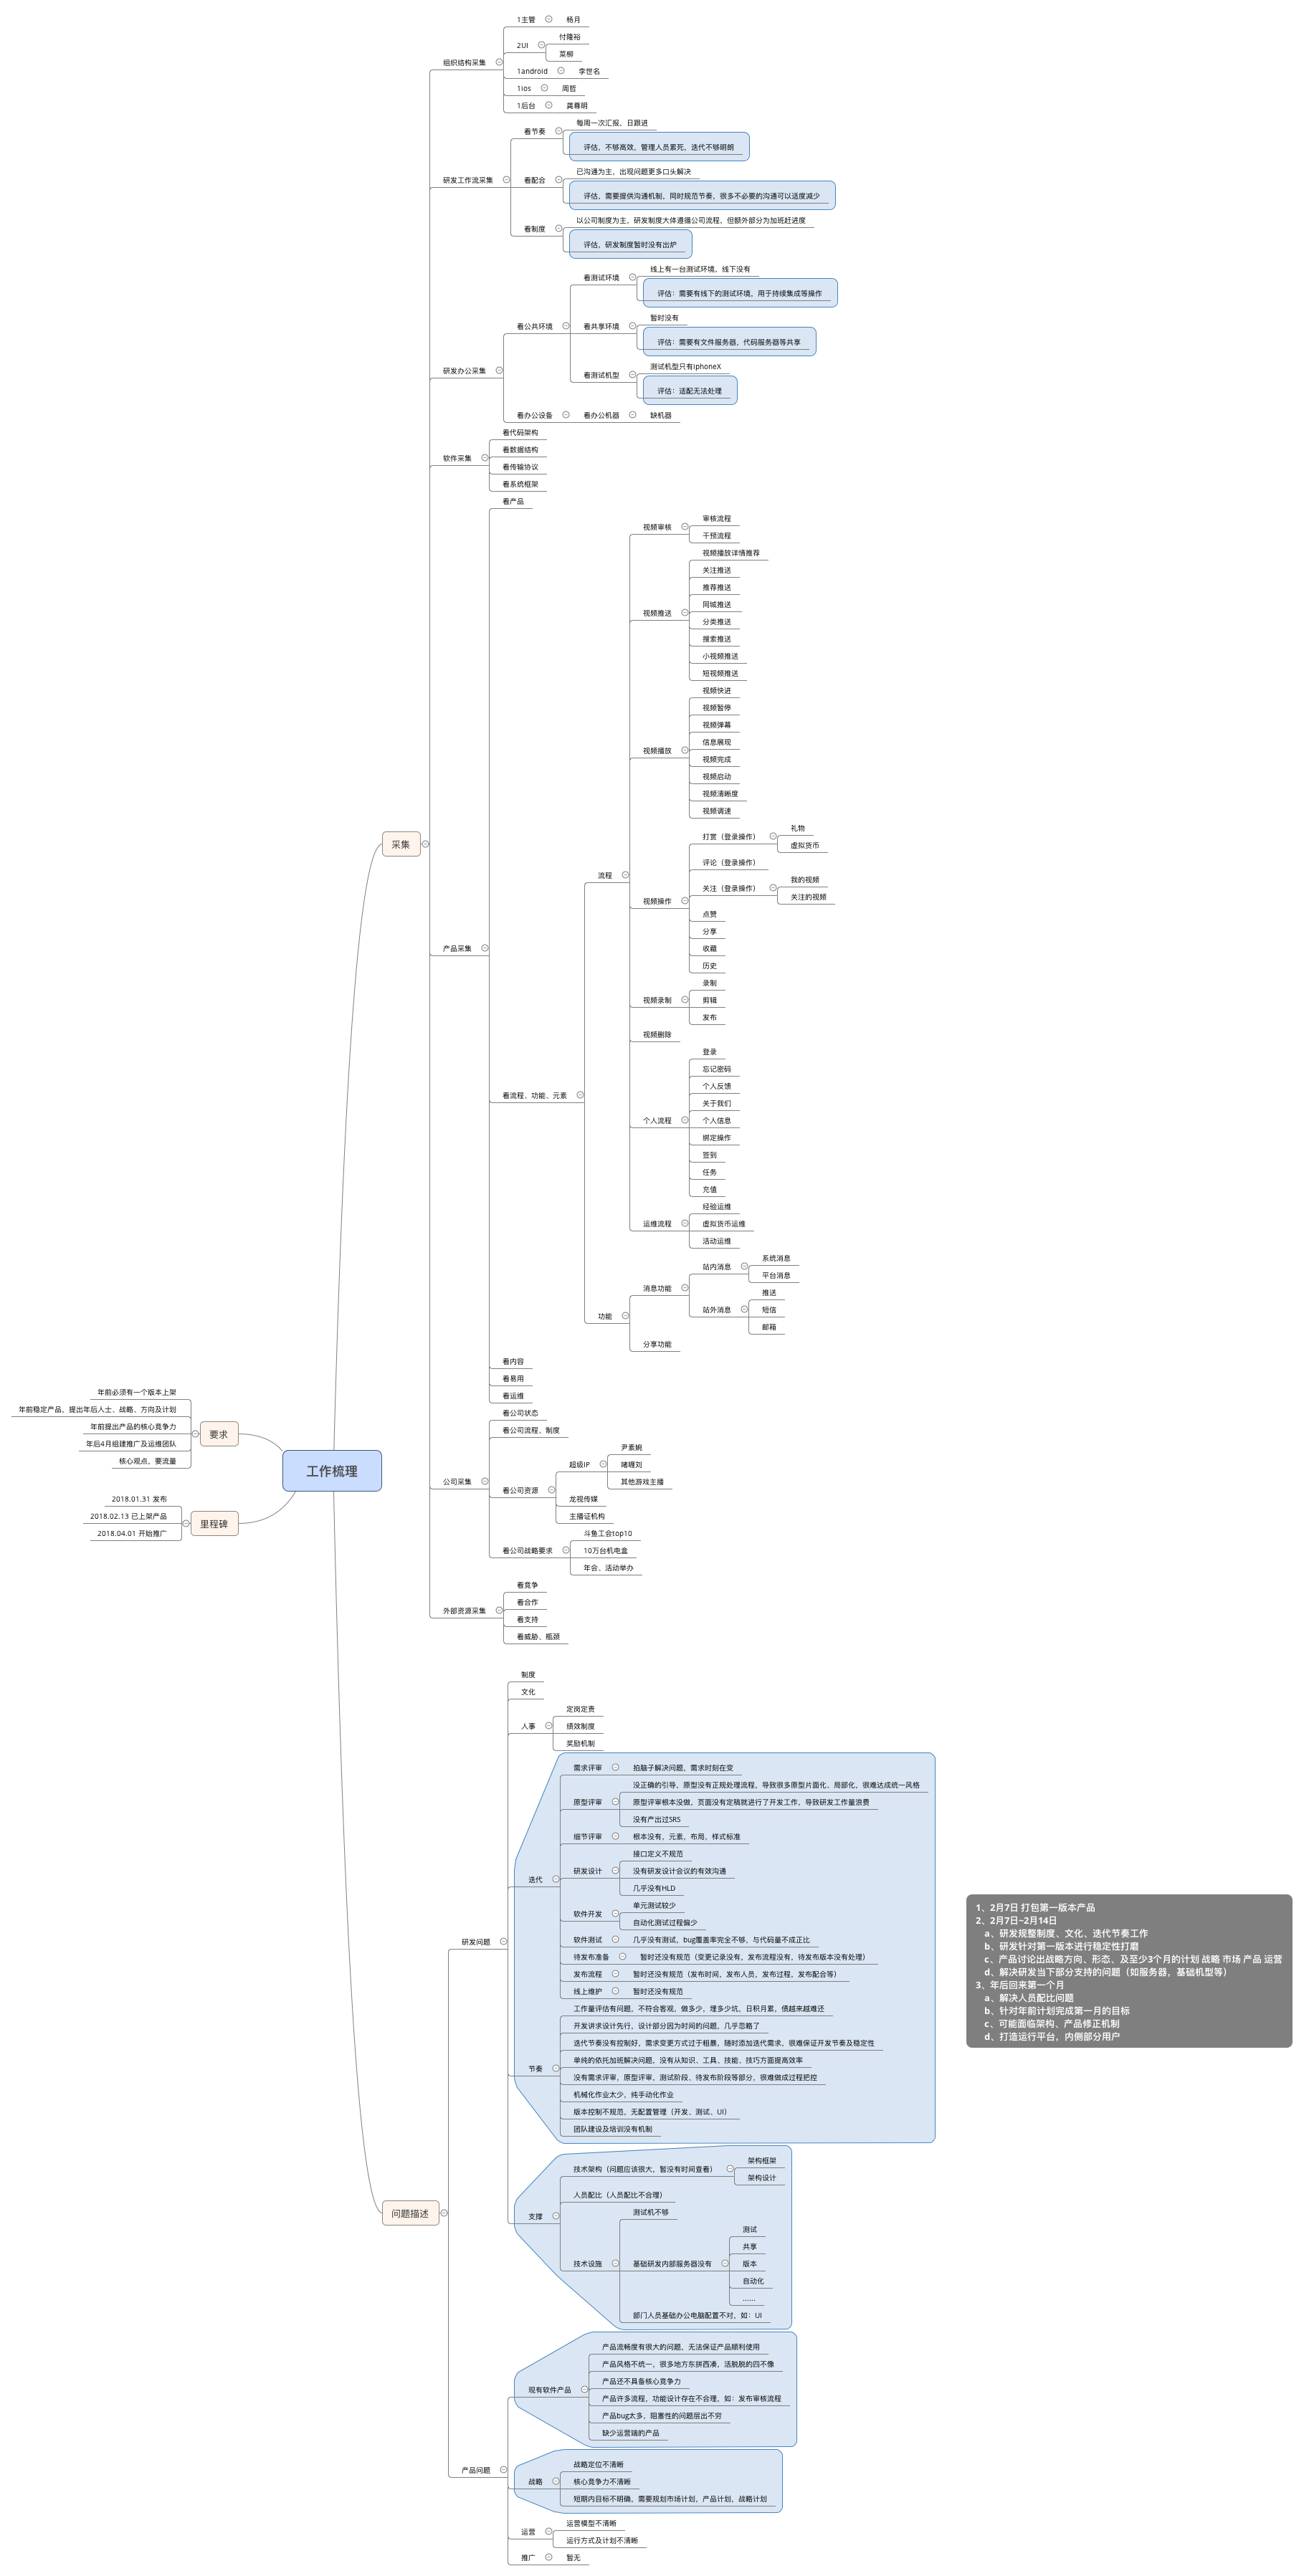 工作梳理
采集
组织结构采集
1主管
杨月
2UI
付隆裕
菜柳
1android
李世名
1ios
周哲
1后台
龚尊明
研发工作流采集
看节奏
每周一次汇报，日跟进
评估，不够高效，管理人员累死，迭代不够明朗
看配合
已沟通为主，出现问题更多口头解决
评估，需要提供沟通机制，同时规范节奏，很多不必要的沟通可以适度减少
看制度
以公司制度为主，研发制度大体遵循公司流程，但额外部分为加班赶进度
评估，研发制度暂时没有出炉
研发办公采集
看公共环境
看测试环境
线上有一台测试环境，线下没有
评估：需要有线下的测试环境，用于持续集成等操作
看共享环境
暂时没有
评估：需要有文件服务器，代码服务器等共享
看测试机型
测试机型只有iphoneX
评估：适配无法处理
看办公设备
看办公机器
缺机器
软件采集
看代码架构
看数据结构
看传输协议
看系统框架
产品采集
看产品
看流程、功能、元素
流程
视频审核
审核流程
干预流程
视频推送
视频播放详情推荐
关注推送
推荐推送
同城推送
分类推送
搜索推送
小视频推送
短视频推送
视频播放
视频快进
视频暂停
视频弹幕
信息展现
视频完成
视频启动
视频清晰度
视频调速
视频操作
打赏（登录操作）
礼物
虚拟货币
评论（登录操作）
关注（登录操作）
我的视频
关注的视频
点赞
分享
收藏
历史
视频录制
录制
剪辑
发布
视频删除
个人流程
登录
忘记密码
个人反馈
关于我们
个人信息
绑定操作
签到
任务
充值
运维流程
经验运维
虚拟货币运维
活动运维
功能
消息功能
站内消息
系统消息
平台消息
站外消息
推送
短信
邮箱
分享功能
看内容
看易用
看运维
公司采集
看公司状态
看公司流程、制度
看公司资源
超级IP
尹素婉
啫喱刘
其他游戏主播
龙视传媒
主播证机构
看公司战略要求
斗鱼工会top10
10万台机电盒
年会、活动举办
外部资源采集
看竞争
看合作
看支持
看威胁、瓶颈
要求
年前必须有一个版本上架
年前稳定产品，提出年后人士、战略、方向及计划
年前提出产品的核心竞争力
年后4月组建推广及运维团队
核心观点，要流量
里程碑
2018.01.31 发布
2018.02.13 已上架产品
2018.04.01 开始推广
问题描述
研发问题
制度
文化
人事
定岗定责
绩效制度
奖励机制
迭代
需求评审
拍脑子解决问题，需求时刻在变
原型评审
没正确的引导，原型没有正规处理流程，导致很多原型片面化、局部化，很难达成统一风格
原型评审根本没做，页面没有定稿就进行了开发工作，导致研发工作量浪费
没有产出过SRS
细节评审
根本没有，元素，布局，样式标准
研发设计
接口定义不规范
没有研发设计会议的有效沟通
几乎没有HLD
软件开发
单元测试较少
自动化测试过程偏少
软件测试
几乎没有测试，bug覆盖率完全不够，与代码量不成正比
待发布准备
暂时还没有规范（变更记录没有，发布流程没有，待发布版本没有处理）
发布流程
暂时还没有规范（发布时间，发布人员，发布过程，发布配合等）
线上维护
暂时还没有规范
节奏
工作量评估有问题，不符合客观，做多少，埋多少坑，日积月累，债越来越难还
开发讲求设计先行，设计部分因为时间的问题，几乎忽略了
迭代节奏没有控制好，需求变更方式过于粗暴，随时添加迭代需求，很难保证开发节奏及稳定性
单纯的依托加班解决问题，没有从知识、工具、技能、技巧方面提高效率
没有需求评审，原型评审，测试阶段、待发布阶段等部分，很难做成过程把控
机械化作业太少，纯手动化作业
版本控制不规范，无配置管理（开发、测试、UI）
团队建设及培训没有机制
支撑
技术架构（问题应该很大，暂没有时间查看）
架构框架
架构设计
人员配比（人员配比不合理）
技术设施
测试机不够
基础研发内部服务器没有
测试
共享
版本
自动化
……
部门人员基础办公电脑配置不对，如：UI
产品问题
现有软件产品
产品流畅度有很大的问题，无法保证产品顺利使用
产品风格不统一，很多地方东拼西凑，活脱脱的四不像
产品还不具备核心竞争力
产品许多流程，功能设计存在不合理，如：发布审核流程
产品bug太多，阻塞性的问题层出不穷
缺少运营端的产品
战略
战略定位不清晰
核心竞争力不清晰
短期内目标不明确，需要规划市场计划，产品计划，战略计划
运营
运营模型不清晰
运行方式及计划不清晰
推广
暂无
1、2月7日 打包第一版本产品
2、2月7日~2月14日
a、研发规整制度、文化、迭代节奏工作
b、研发针对第一版本进行稳定性打磨
c、产品讨论出战略方向、形态、及至少3个月的计划 战略 市场 产品 运营
d、解决研发当下部分支持的问题（如服务器，基础机型等）
3、年后回来第一个月
a、解决人员配比问题
b、针对年前计划完成第一月的目标
c、可能面临架构、产品修正机制
d、打造运行平台，内侧部分用户